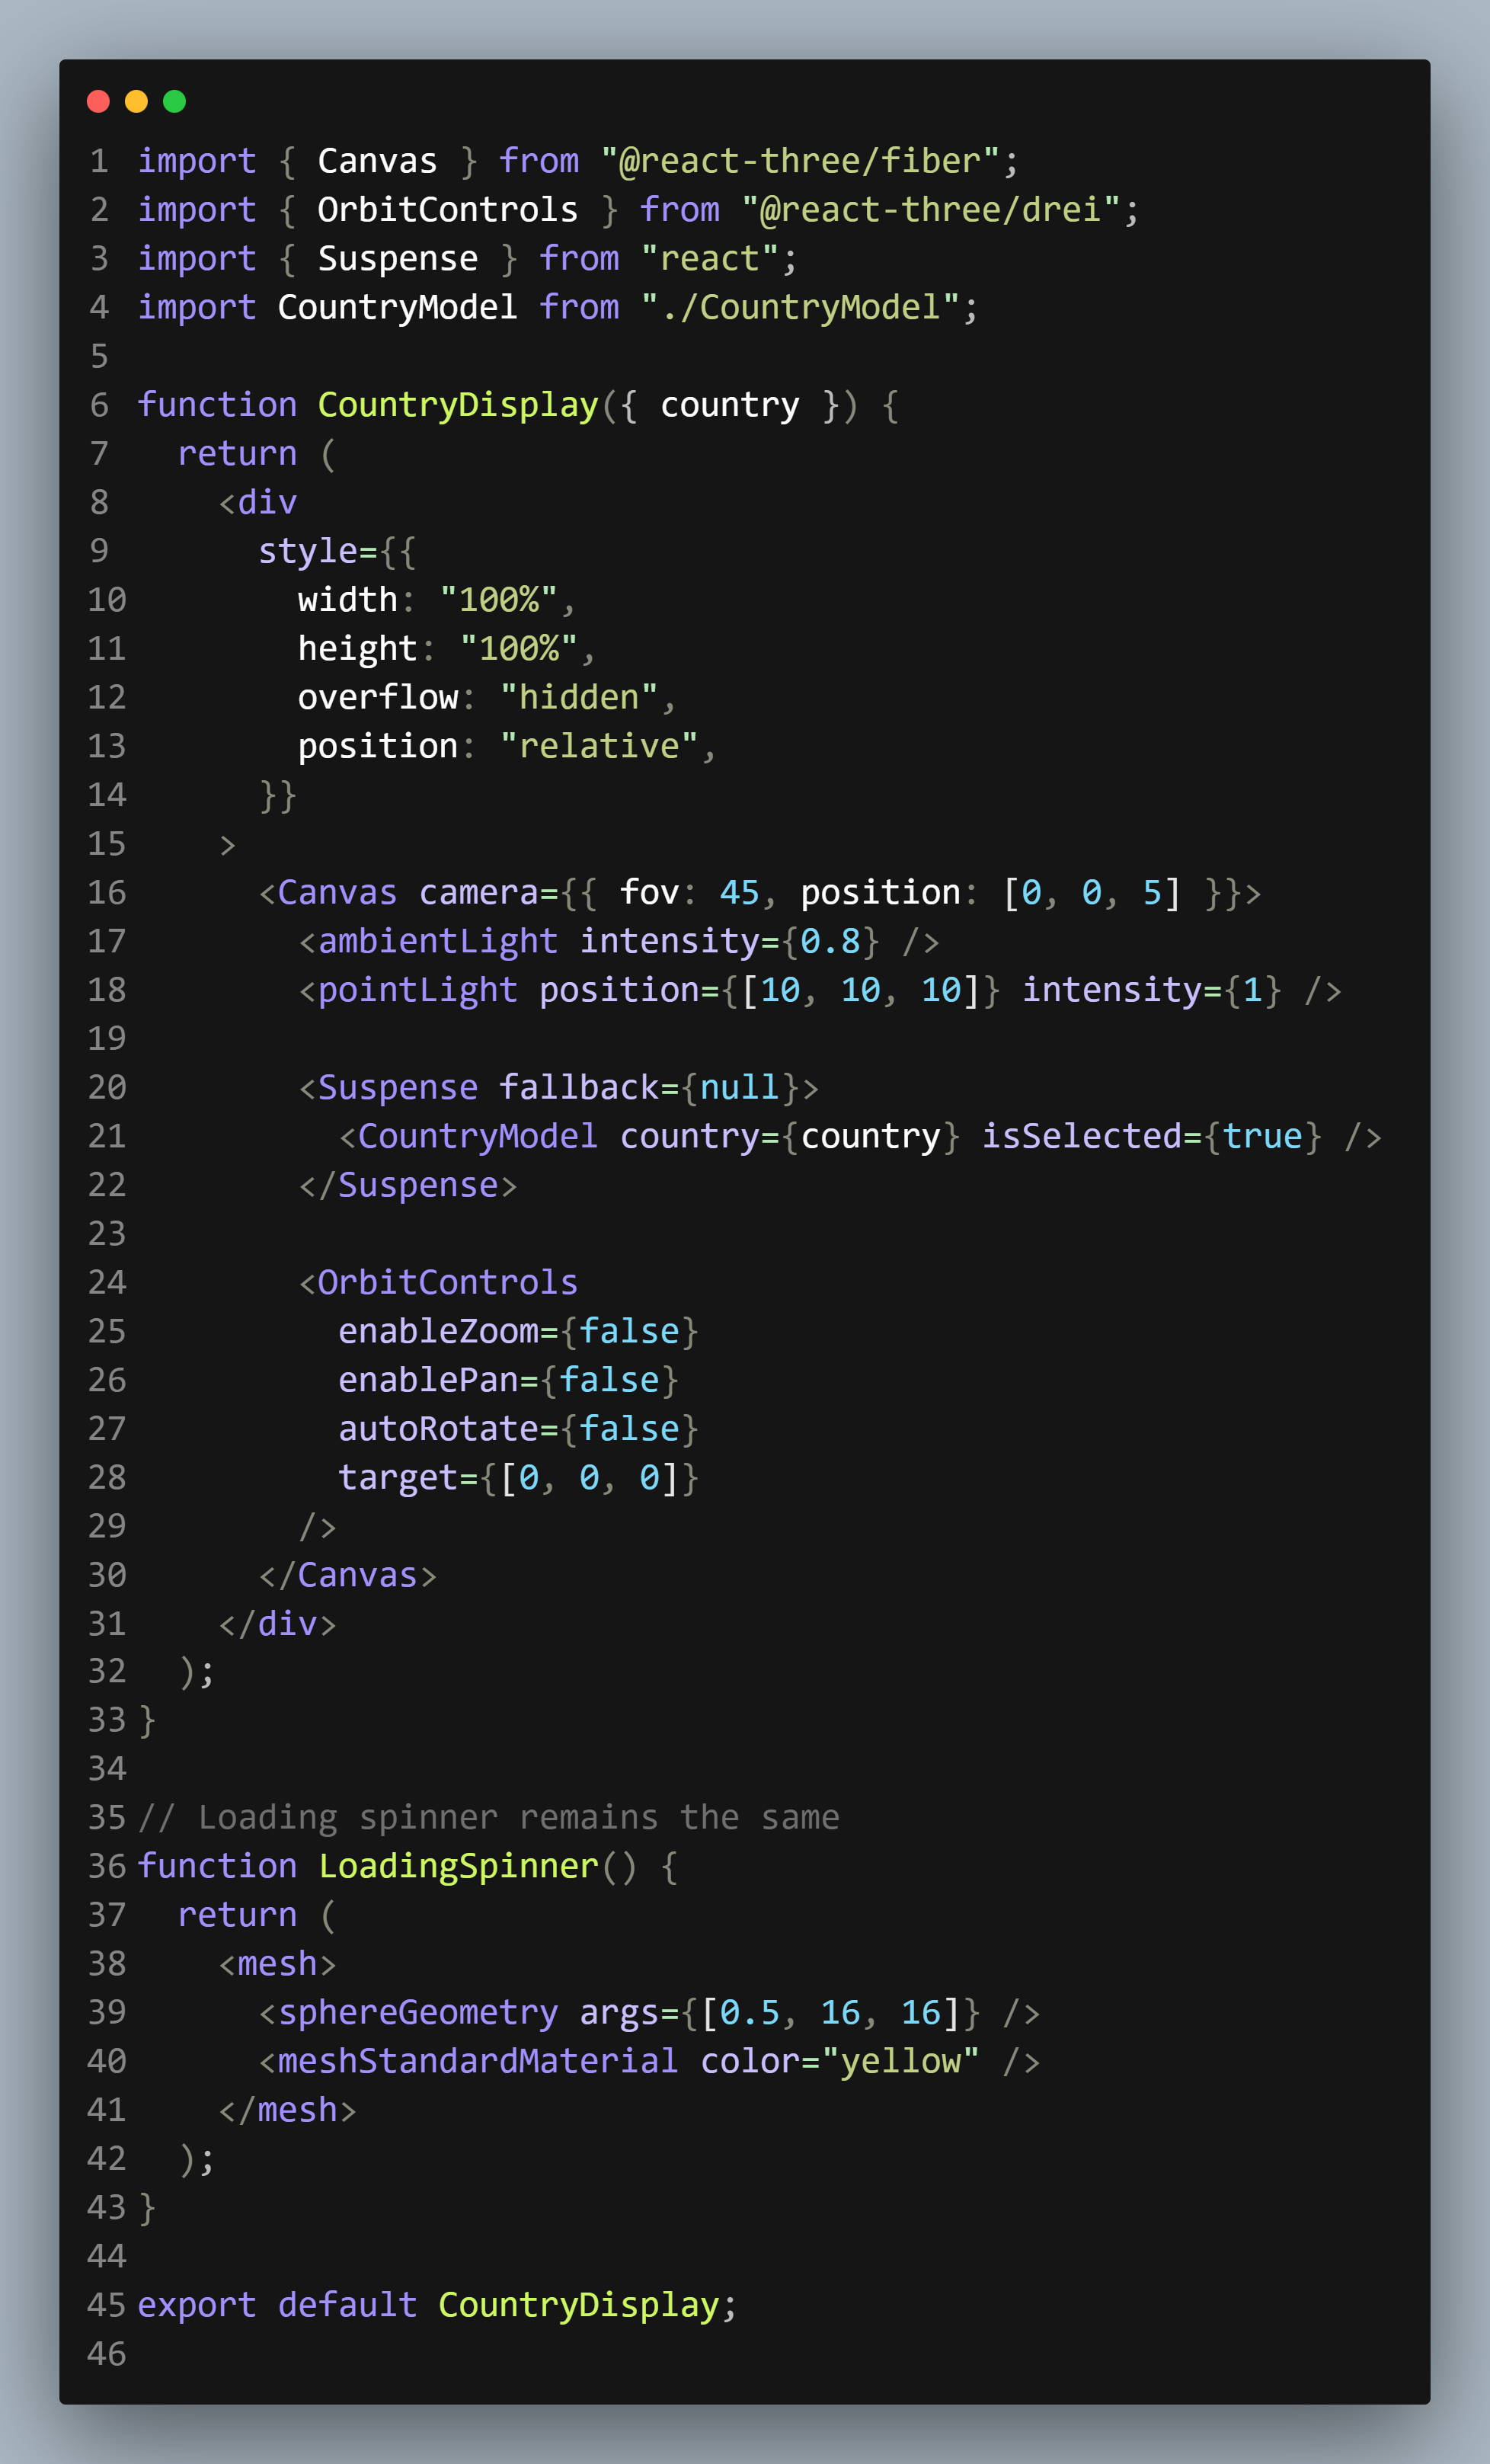 1 import { Canvas } from "@react-three/fiber";
2 import { OrbitControls } from "@react-three/drei";
3 import { Suspense } from "react";
4 import CountryModel from "./CountryModel";
5
6 function CountryDisplay({ country }) {
7   return (
8     <div
9       style={{
10         width: "100%",
11         height: "100%",
12         overflow: "hidden",
13         position: "relative",
14       }}
15     >
16       <Canvas camera={{ fov: 45, position: [0, 0, 5] }}>
17         <ambientLight intensity={0.8} />
18         <pointLight position={[10, 10, 10]} intensity={1} />
19
20         <Suspense fallback={null}>
21           <CountryModel country={country} isSelected={true} />
22         </Suspense>
23
24         <OrbitControls
25           enableZoom={false}
26           enablePan={false}
27           autoRotate={false}
28           target={[0, 0, 0]}
29         />
30       </Canvas>
31     </div>
32   );
33 }
34
35 // Loading spinner remains the same
36 function LoadingSpinner() {
37   return (
38     <mesh>
39       <sphereGeometry args={[0.5, 16, 16]} />
40       <meshStandardMaterial color="yellow" />
41     </mesh>
42   );
43 }
44
45 export default CountryDisplay;
46